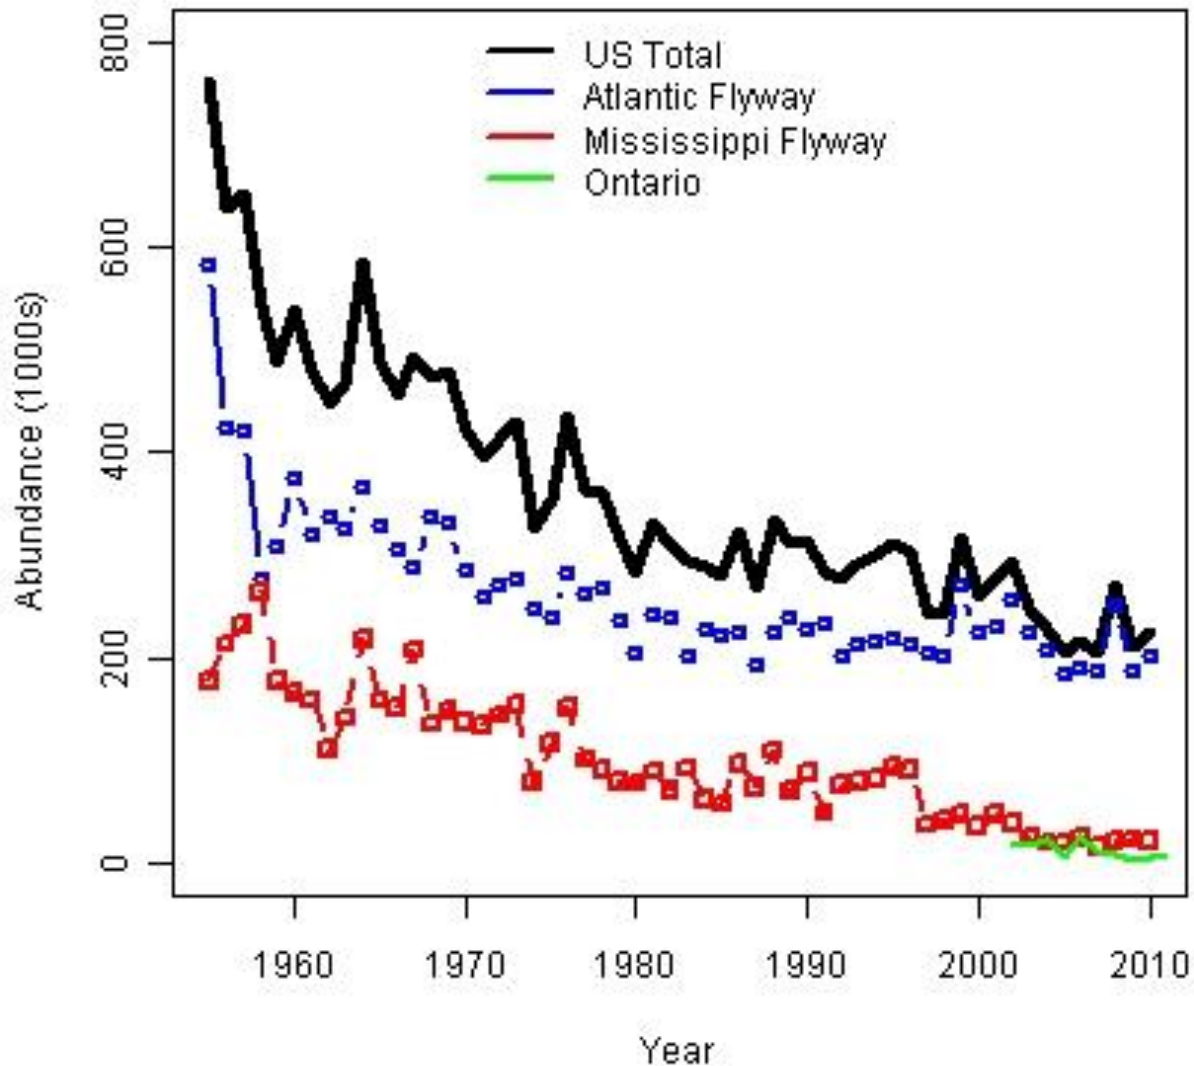 800
600
400
200
0
Abundance (1000s)
US Total
Atlantic Flyway
Mississippi Flyway
Ontario
1960 1970 1980 1990 2000 2010
Year